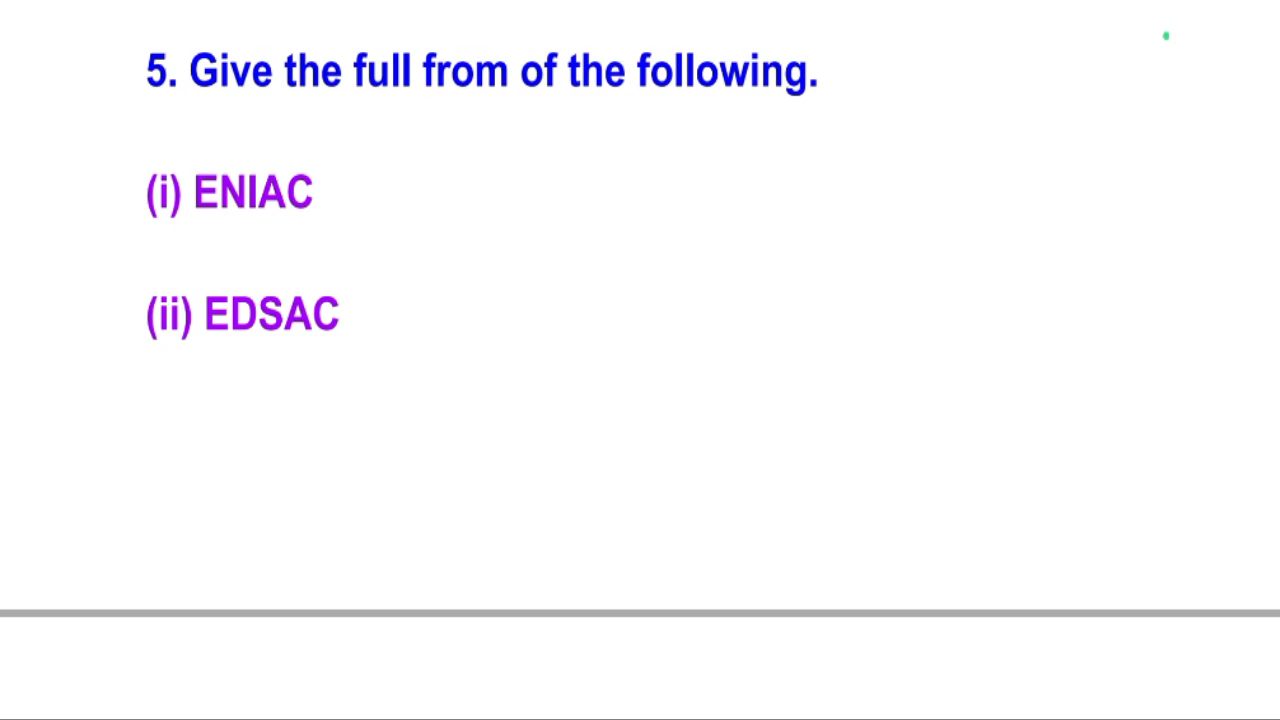 5. Give the full from of the following.
(i) ENIAC
(ii) EDSAC